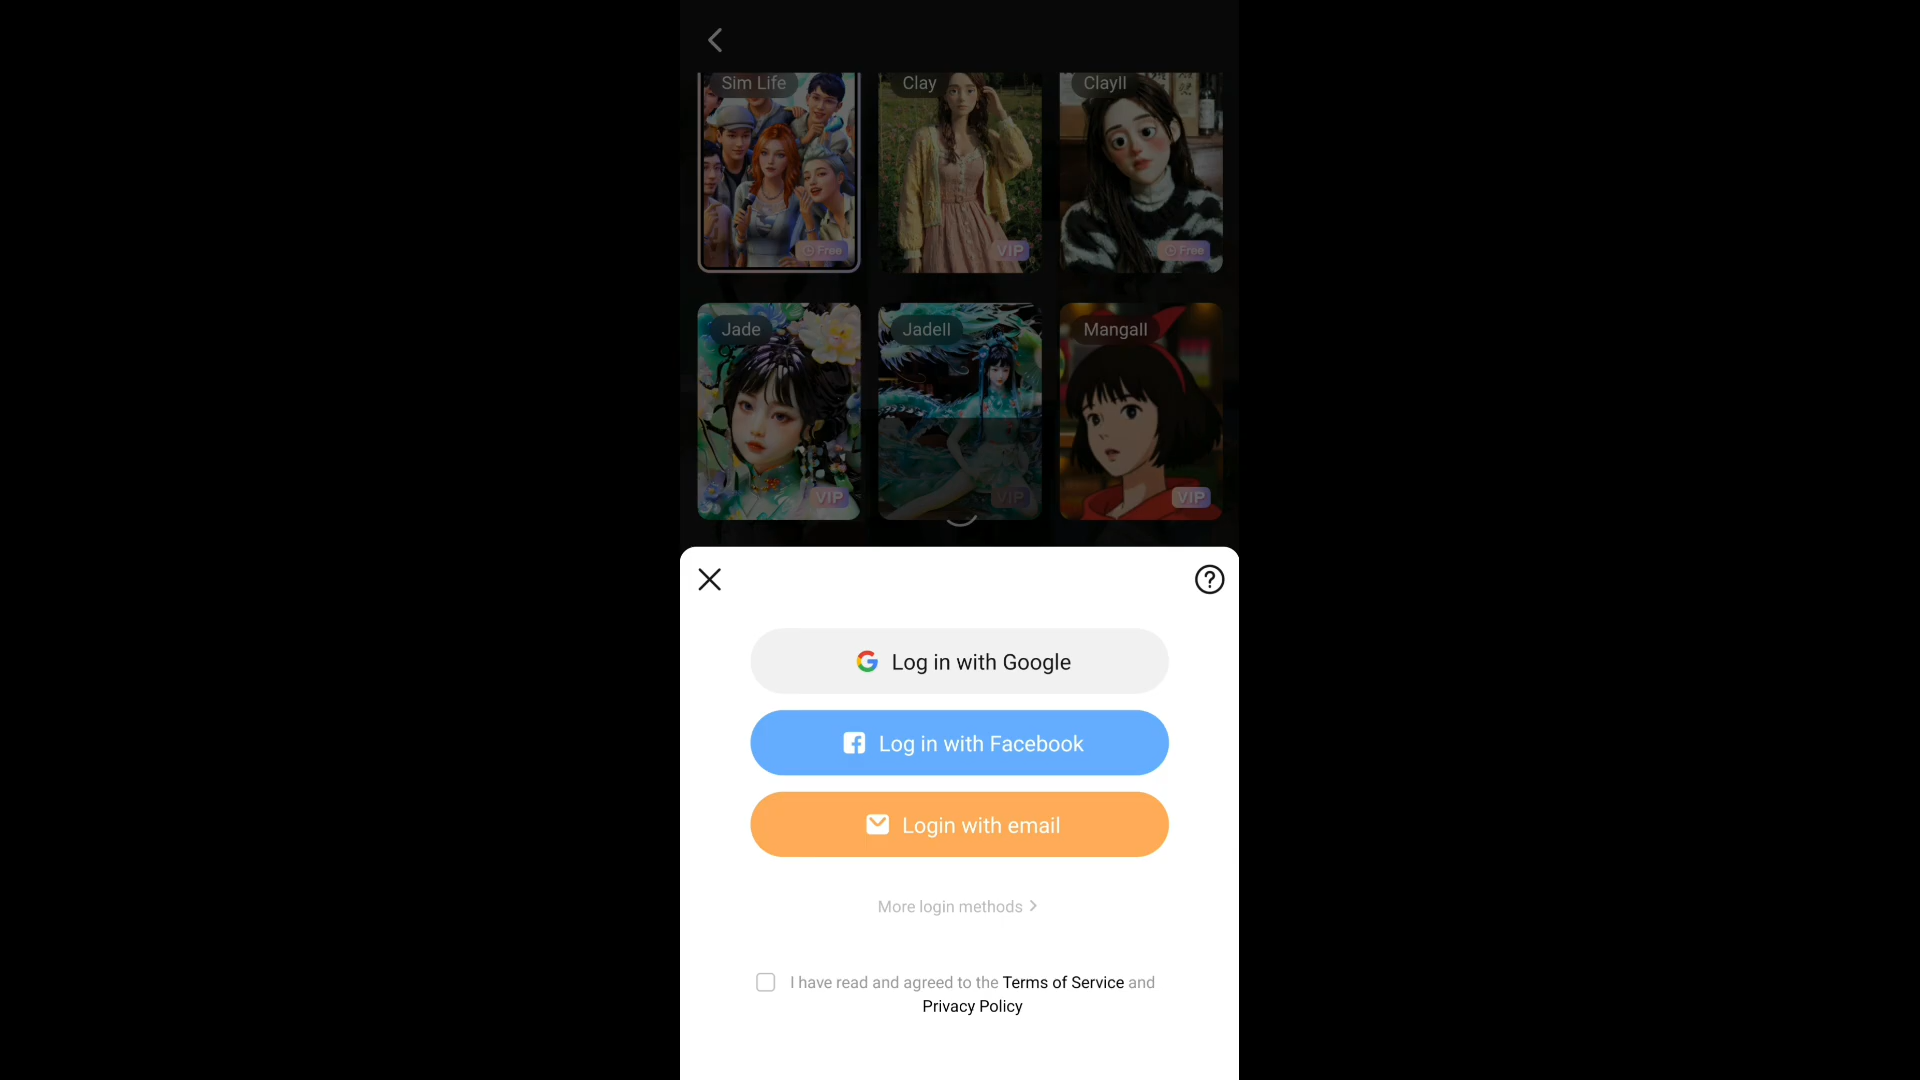 Sim Life
Clay
ClayII
Free
VIP
Free
Jade
JadeII
MangaII
VIP
VIP
VIP
Log in with Google
Log in with Facebook
Login with email
More login methods
I have read and agreed to the Terms of Service and
Privacy Policy